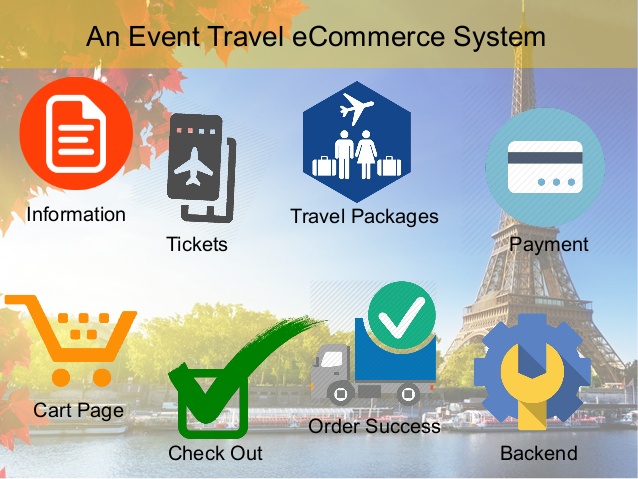 An Event Travel eCommerce System
Information
Tickets
Travel Packages
Payment
Cart Page
Check Out
Order Success
Backend